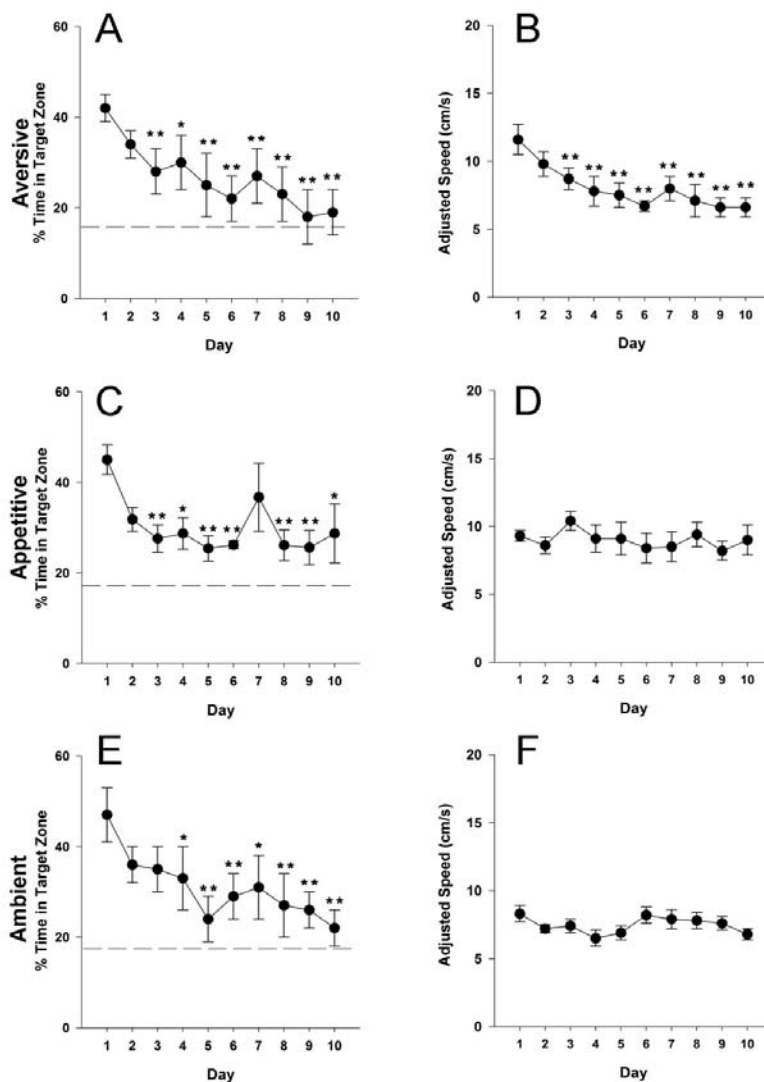 A
60
40
20
0
Aversive
% Time in Target Zone
** * ** ** ** ** ** **
1 2 3 4 5 6 7 8 9 10
Day
B
20
15
10
5
0
Adjusted Speed (cm/s)
** ** ** ** ** ** ** **
1 2 3 4 5 6 7 8 9 10
Day
C
60
40
20
0
Appetitive
% Time in Target Zone
** * ** ** ** ** *
1 2 3 4 5 6 7 8 9 10
Day
D
20
15
10
5
0
Adjusted Speed (cm/s)
1 2 3 4 5 6 7 8 9 10
Day
E
60
40
20
0
Ambient
% Time in Target Zone
* ** ** * ** ** **
1 2 3 4 5 6 7 8 9 10
Day
F
20
15
10
5
0
Adjusted Speed (cm/s)
1 2 3 4 5 6 7 8 9 10
Day